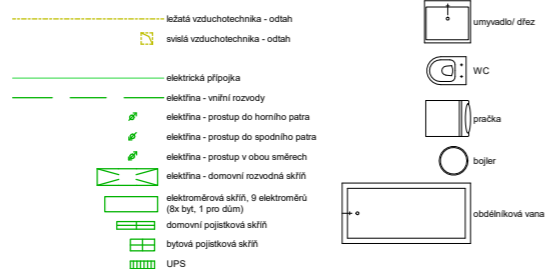 ležatá vzduchotechnika - odtah
svislá vzduchotechnika - odtah
elektrická přípojka
elektřina - vniřní rozvody
elektřina - prostup do horního patra
elektřina - prostup do spodního patra
elektřina - prostup v obou směrech
elektřina - domovní rozvodná skříň
elektroměrová skříň, 9 elektroměrů
(8x byt, 1 pro dům)
domovní pojistková skříň
bytová pojistková skříň
UPS
umyvadlo/ dřez
WC
pračka
bojler
obdélníková vana